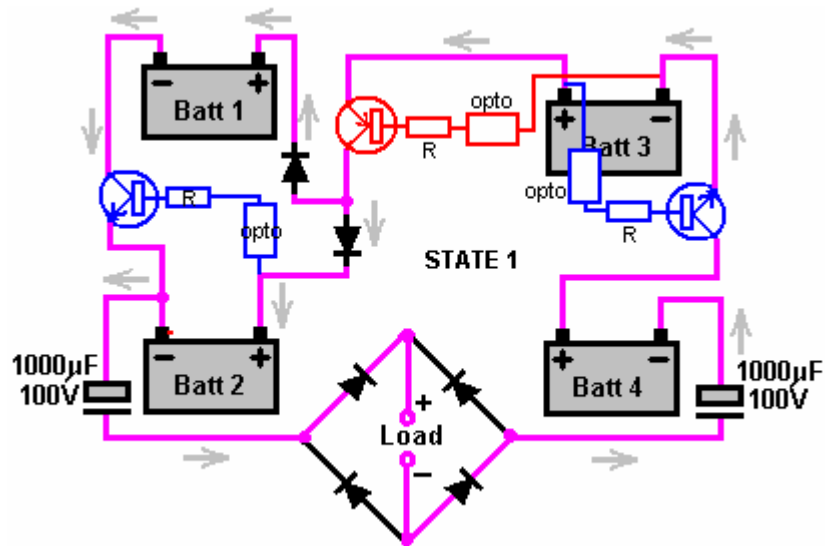 − +
Batt 1
opto
R
+ −
Batt 3
R
opto
opto
R
STATE 1
1000µF
100V
− +
Batt 2
+
Load
−
+ −
Batt 4
1000µF
100V